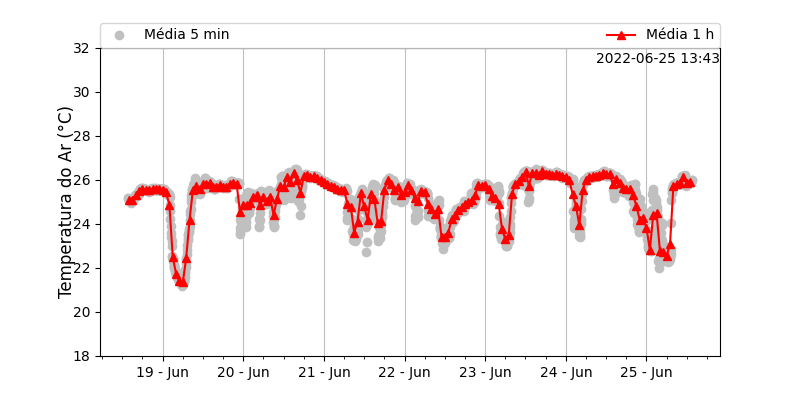 Média 5 min
Média 1 h
2022-06-25 13:43
Temperatura do Ar (°C)
32
30
28
26
24
22
20
18
19 - Jun
20 - Jun
21 - Jun
22 - Jun
23 - Jun
24 - Jun
25 - Jun